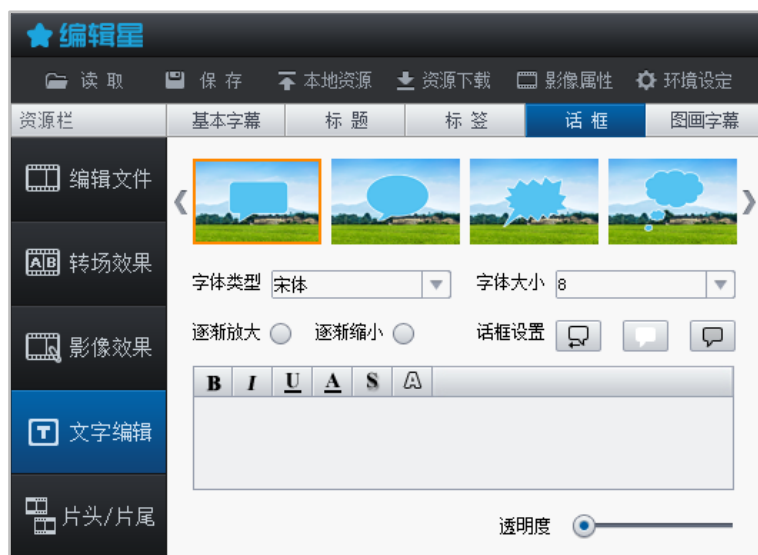 编辑星
读取 保存 本地资源 资源下载 影像属性 环境设定
资源栏 基本字幕 标题 标签 话框 图画字幕
编辑文件
AB 转场效果
字体类型 宋体 字体大小 8
逐渐放大 逐渐缩小 话框设置
影像效果
B I U A S A
T 文字编辑
片头/片尾
透明度